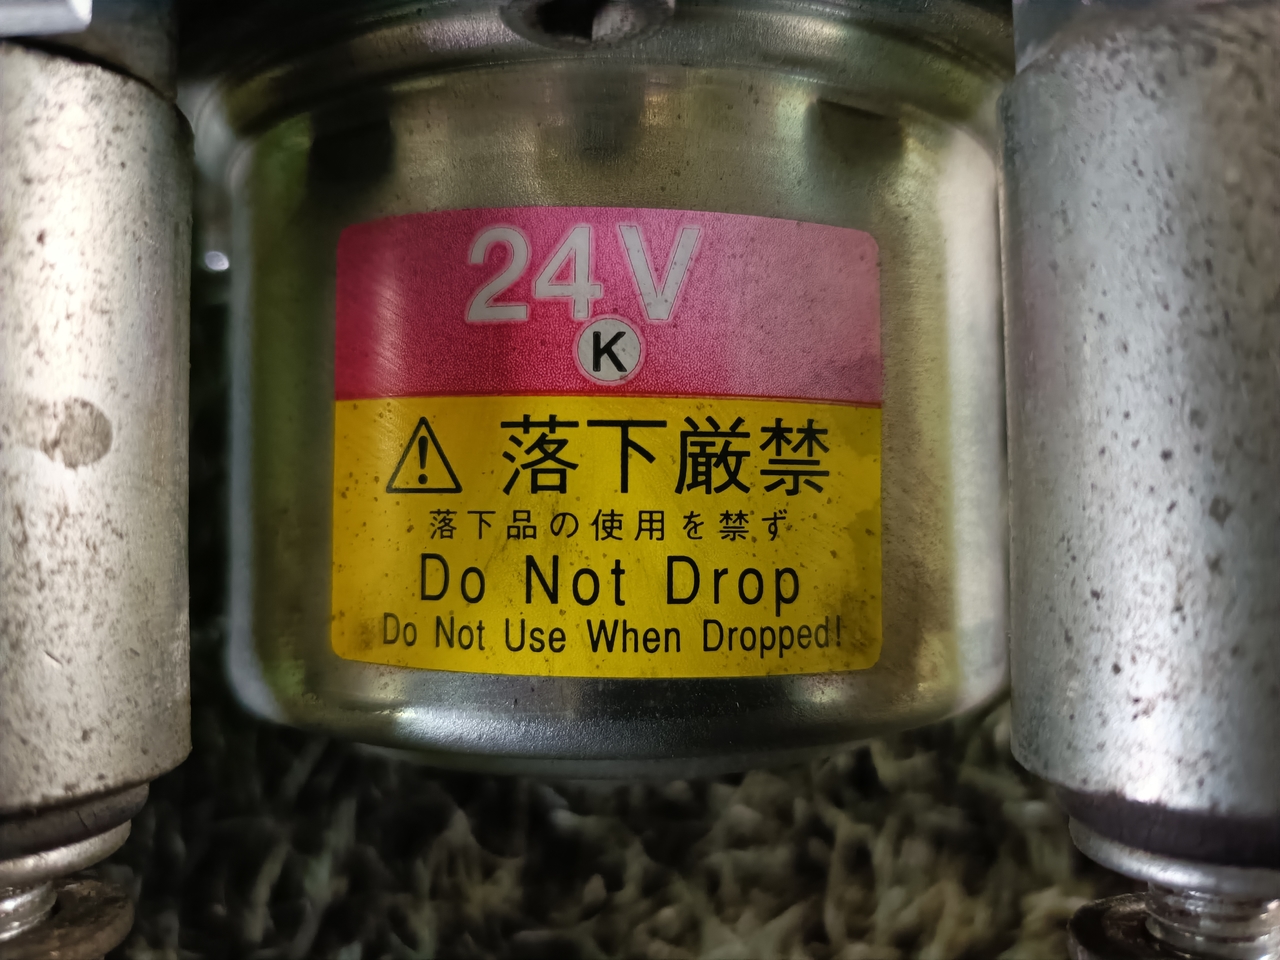 24V
K
落下厳禁
落下品の使用を禁ず
Do Not Drop
Do Not Use When Dropped!